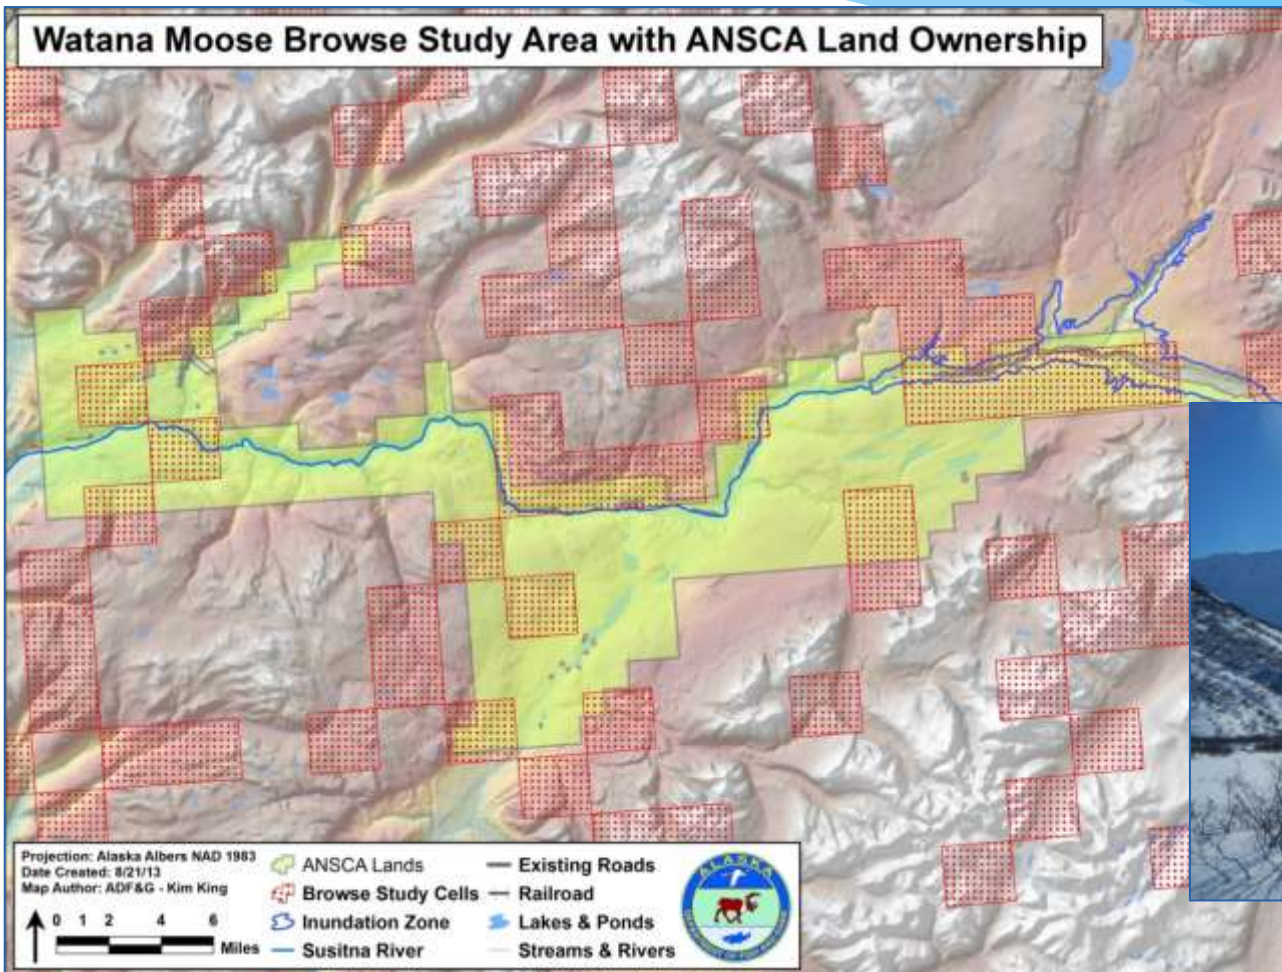 Watana Moose Browse Study Area with ANSCA Land Ownership
Projection: Alaska Albers NAD 1983
Date Created: 8/21/13
Map Author: ADF&G - Kim King
0 1 2 4 6
Miles
ANSCA Lands
Browse Study Cells
Inundation Zone
Susitna River
Existing Roads
Railroad
Lakes & Ponds
Streams & Rivers
ALASKA